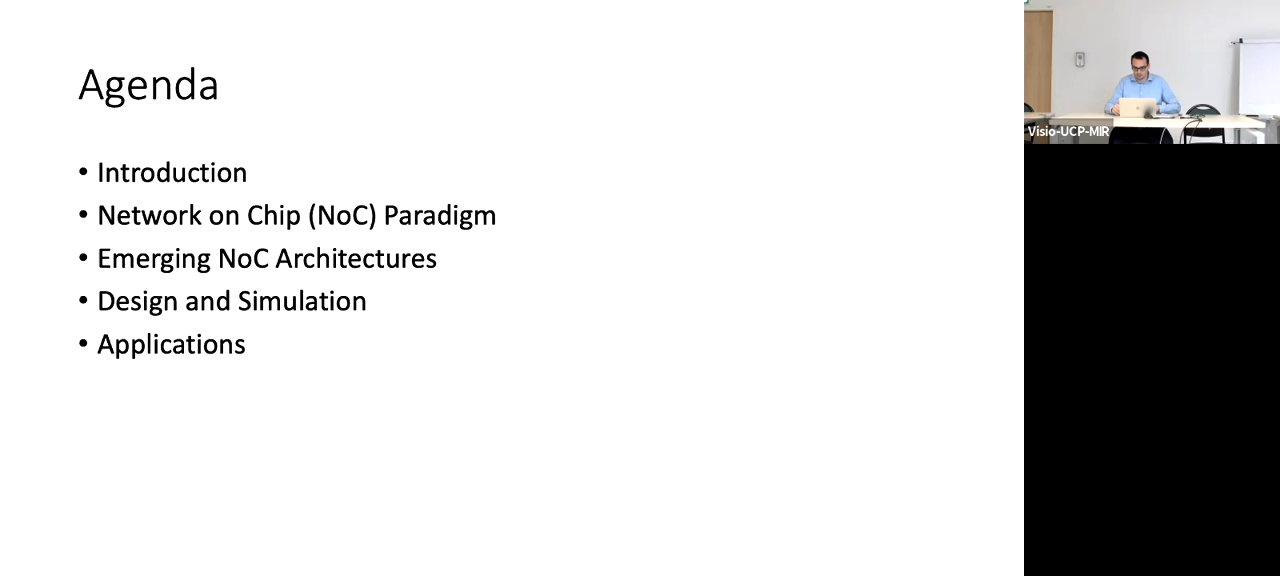 Agenda
• Introduction
• Network on Chip (NoC) Paradigm
• Emerging NoC Architectures
• Design and Simulation
• Applications
Visio-UCP-MIR